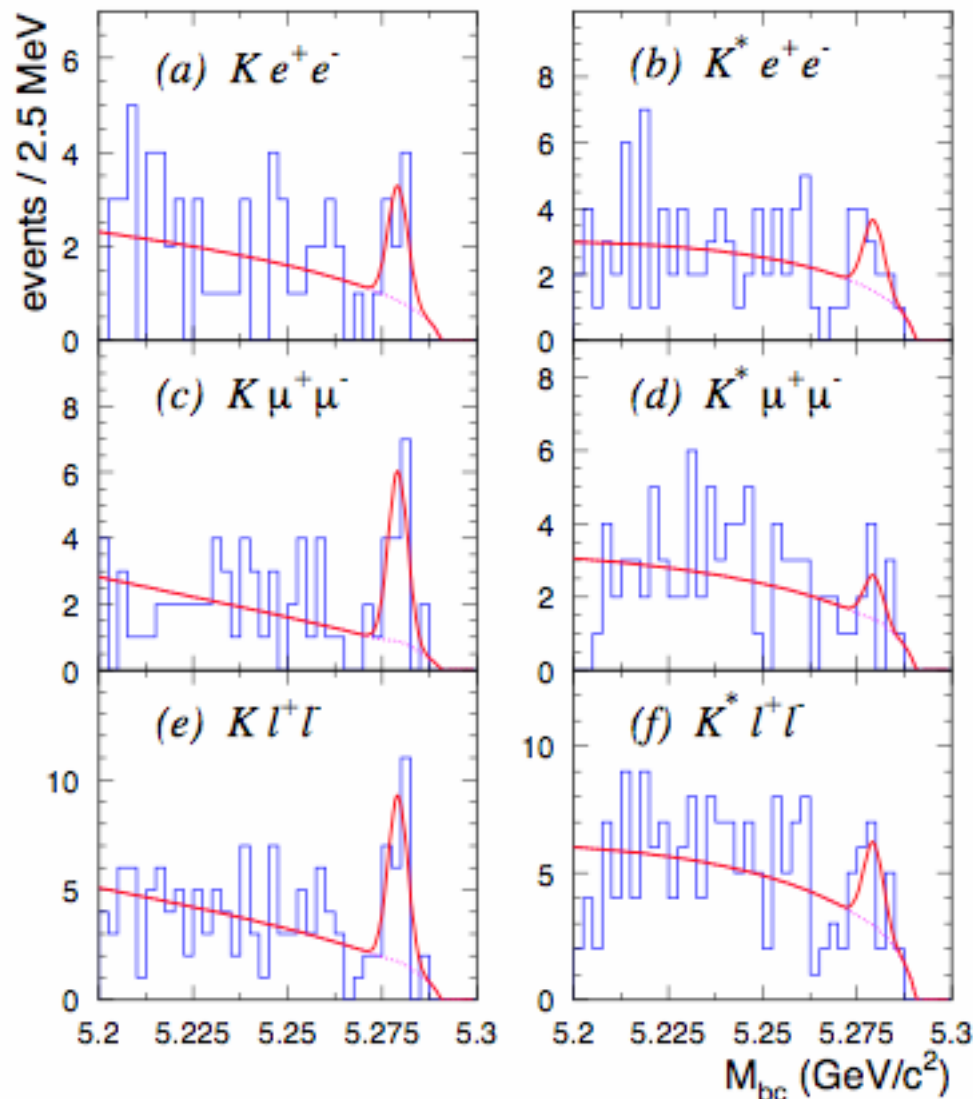 events / 2.5 MeV
(a) K e⁺ e⁻
6
4
2
0
(b) K* e⁺ e⁻
8
6
4
2
0
(c) K μ⁺ μ⁻
8
6
4
2
0
(d) K* μ⁺ μ⁻
8
6
4
2
0
(e) K l⁺ l⁻
10
5
0
5.2 5.225 5.25 5.275
(f) K* l⁺ l⁻
10
5
0
5.2 5.225 5.25 5.275 5.3
M_bc (GeV/c²)